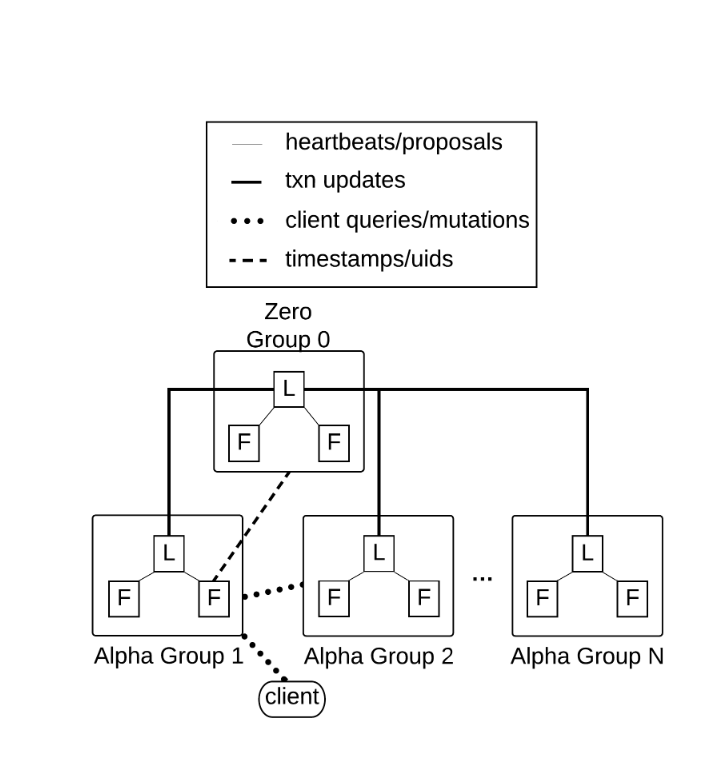 heartbeats/proposals
txn updates
client queries/mutations
timestamps/uids
Zero
Group 0
L
F F
L L L
F F F F ... F F
Alpha Group 1 Alpha Group 2 Alpha Group N
client